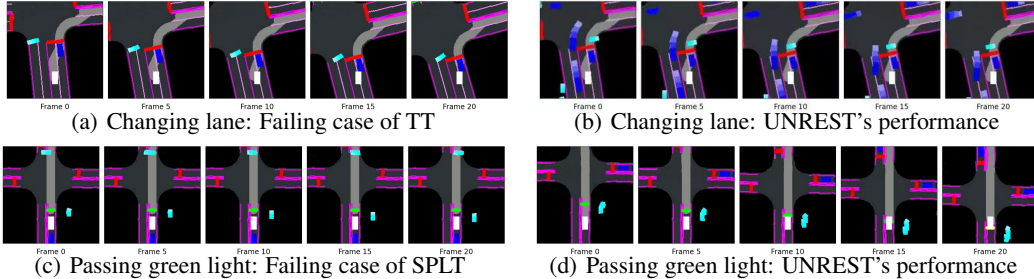 Frame 0 Frame 5 Frame 10 Frame 15 Frame 20 Frame 0 Frame 5 Frame 10 Frame 15 Frame 20
(a) Changing lane: Failing case of TT (b) Changing lane: UNREST's performance
Frame 0 Frame 5 Frame 10 Frame 15 Frame 20 Frame 0 Frame 5 Frame 10 Frame 15 Frame 20
(c) Passing green light: Failing case of SPLT (d) Passing green light: UNREST's performance